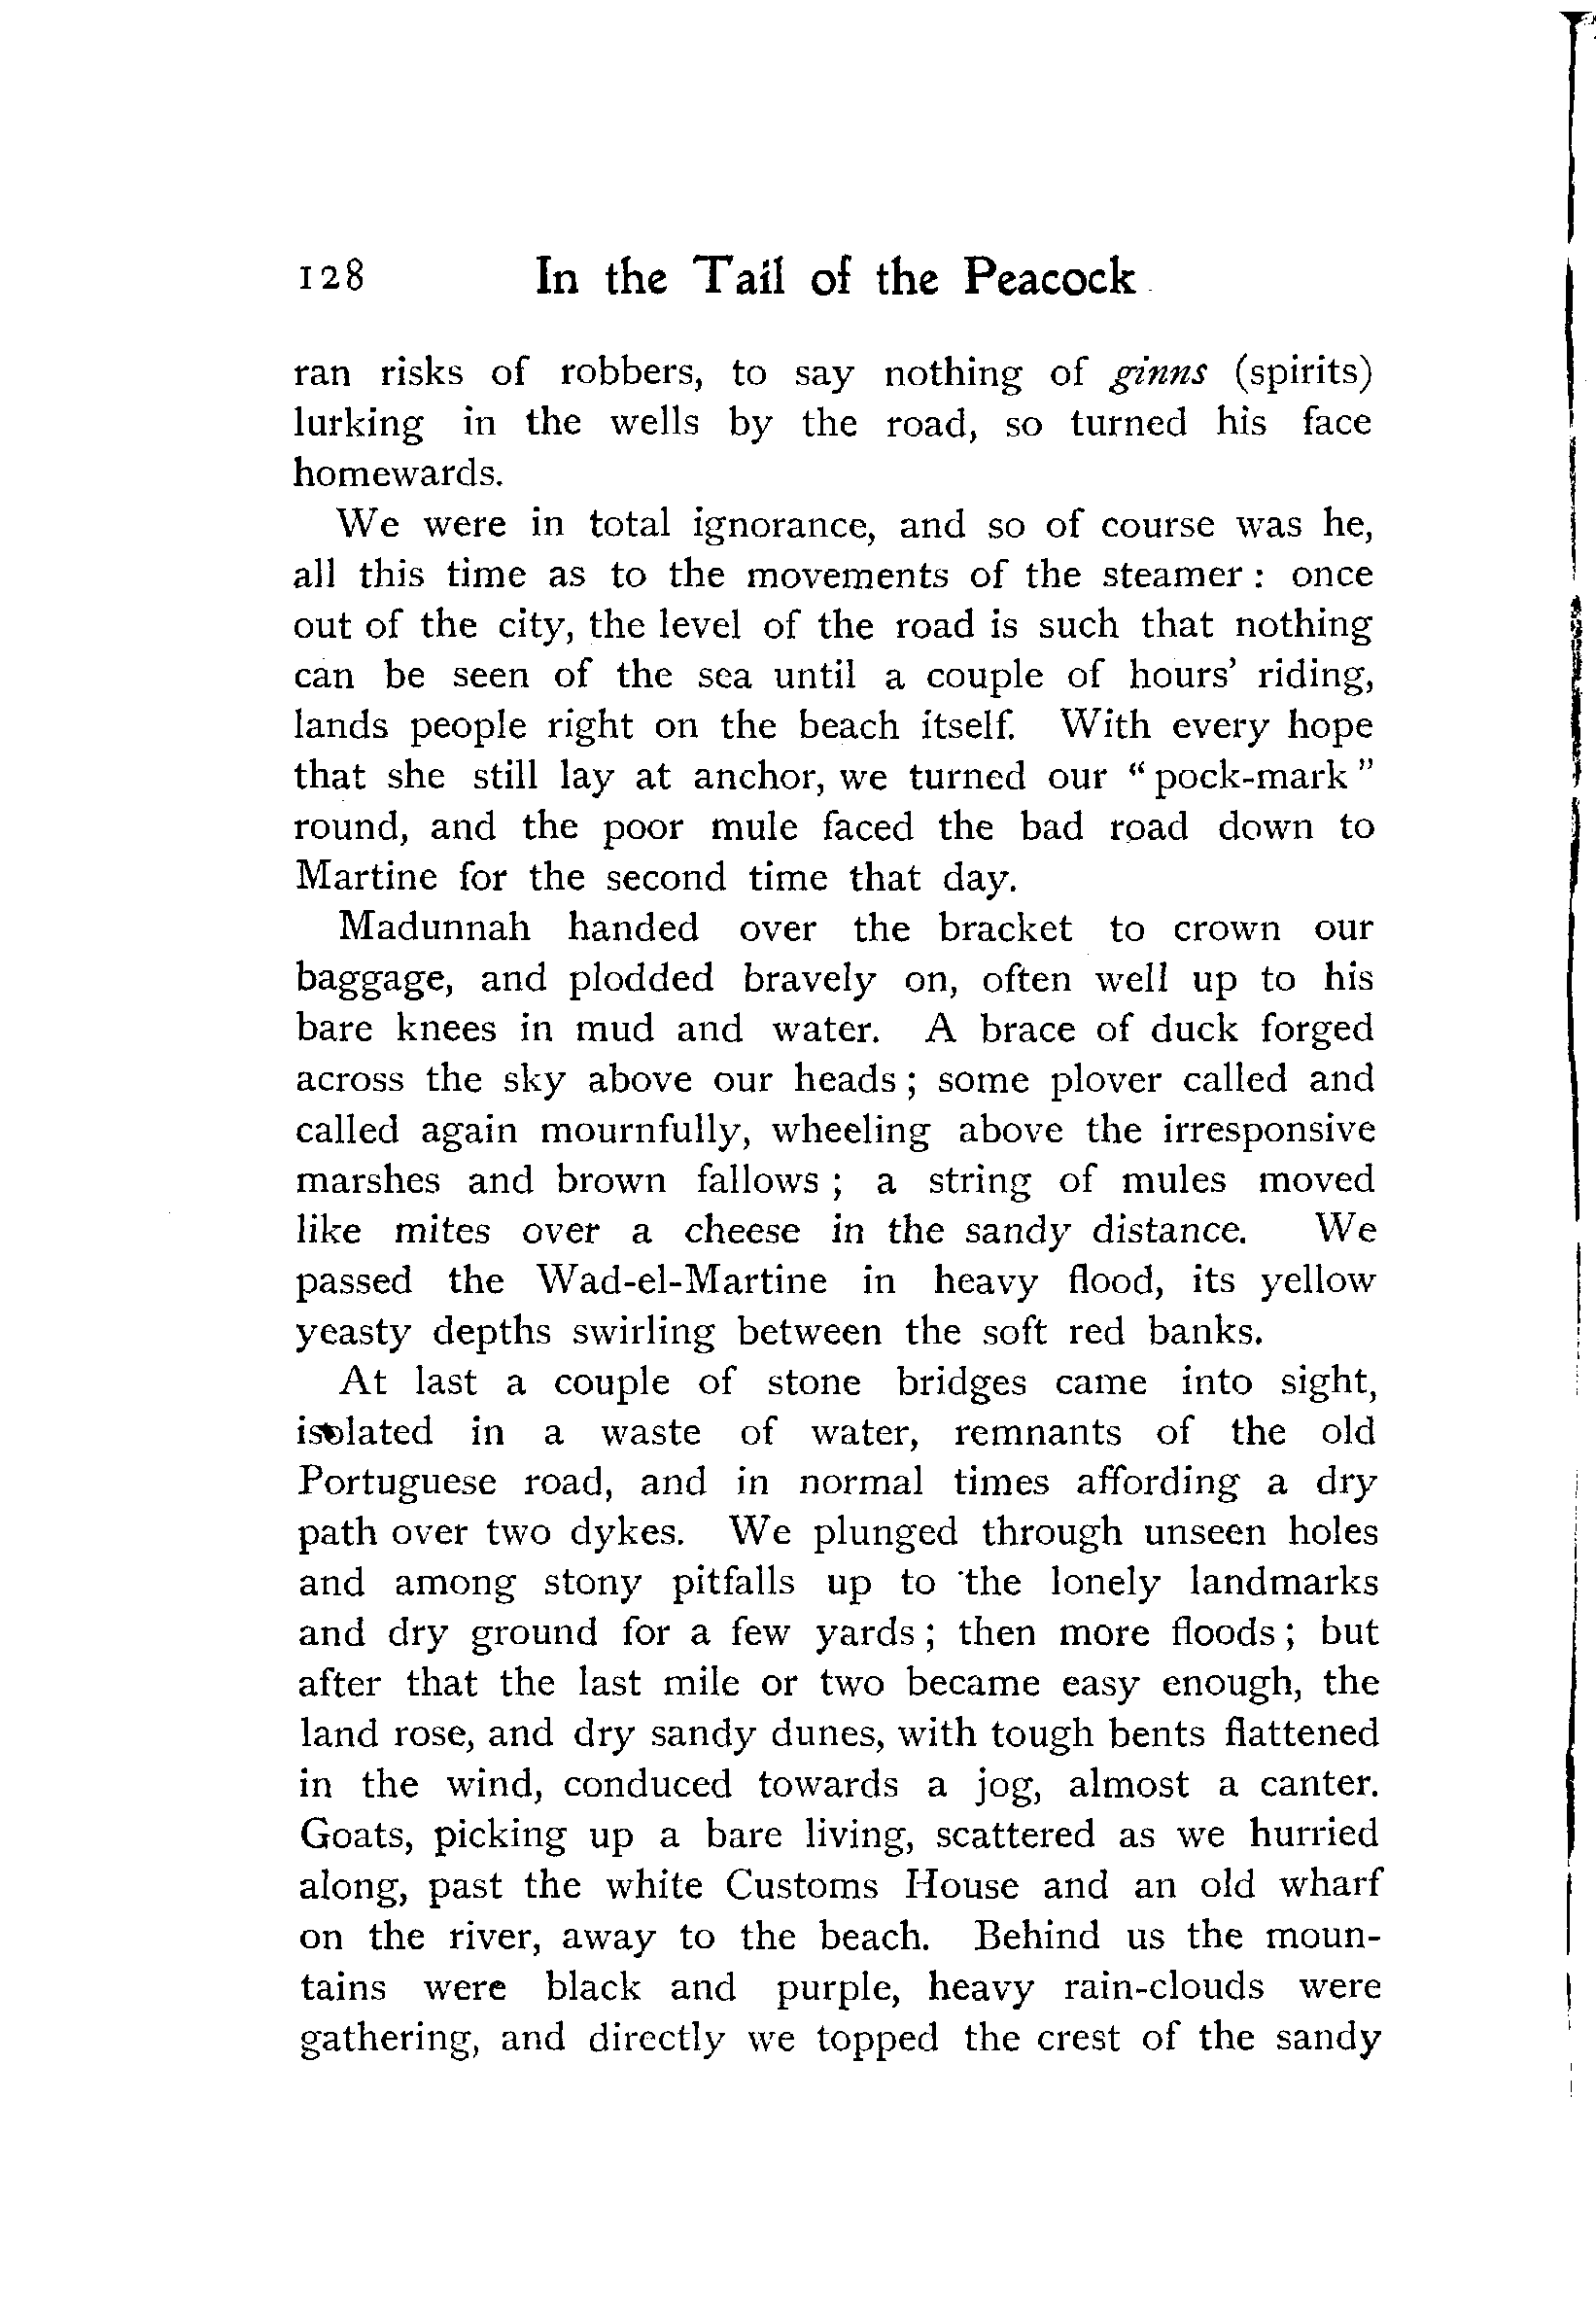 128 In the Tail of the Peacock
ran risks of robbers, to say nothing of ginns (spirits)
lurking in the wells by the road, so turned his face
homewards.
We were in total ignorance, and so of course was he,
all this time as to the movements of the steamer : once
out of the city, the level of the road is such that nothing
can be seen of the sea until a couple of hours' riding,
lands people right on the beach itself. With every hope
that she still lay at anchor, we turned our "pock-mark"
round, and the poor mule faced the bad road down to
Martine for the second time that day.
Madunnah handed over the bracket to crown our
baggage, and plodded bravely on, often well up to his
bare knees in mud and water. A brace of duck forged
across the sky above our heads ; some plover called and
called again mournfully, wheeling above the irresponsive
marshes and brown fallows ; a string of mules moved
like mites over a cheese in the sandy distance. We
passed the Wad-el-Martine in heavy flood, its yellow
yeasty depths swirling between the soft red banks.
At last a couple of stone bridges came into sight,
isolated in a waste of water, remnants of the old
Portuguese road, and in normal times affording a dry
path over two dykes. We plunged through unseen holes
and among stony pitfalls up to the lonely landmarks
and dry ground for a few yards ; then more floods ; but
after that the last mile or two became easy enough, the
land rose, and dry sandy dunes, with tough bents flattened
in the wind, conduced towards a jog, almost a canter.
Goats, picking up a bare living, scattered as we hurried
along, past the white Customs House and an old wharf
on the river, away to the beach. Behind us the moun-
tains were black and purple, heavy rain-clouds were
gathering, and directly we topped the crest of the sandy